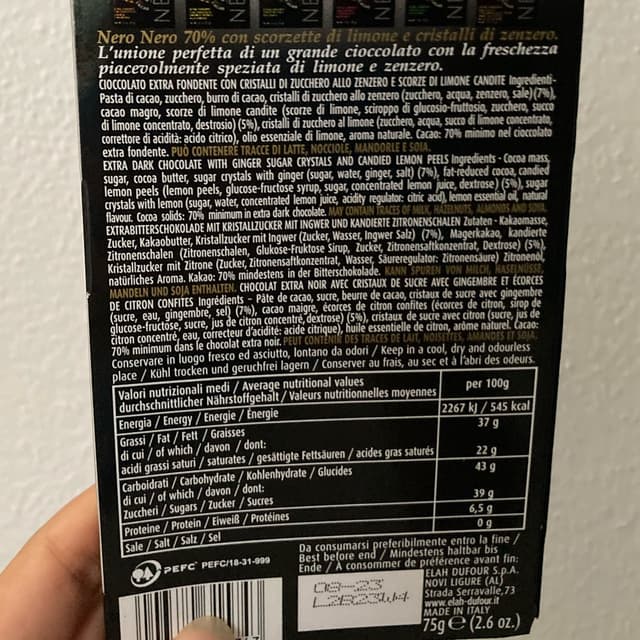 Nero Nero 70% con scorzette di limone e cristalli di zenzero.
L'unione perfetta di un grande cioccolato con la freschezza
piacevolmente speziata di limone e zenzero.
CIOCCOLATO EXTRA FONDENTE CON CRISTALLI DI ZUCCHERO ALLO ZENZERO E SCORZE DI LIMONE CANDITE Ingredienti-
Pasta di cacao, zucchero, burro di cacao, cristalli di zucchero allo zenzero (zucchero, acqua, zenzero, sale)(7%),
cacao magro, scorze di limone candite (scorze di limone, sciroppo di glucosio-fruttosio, zucchero, succo
di limone concentrato, destrosio) (5%), cristalli di zucchero al limone (zucchero, acqua, succo di limone concentrato,
correttore di acidità: acido citrico), olio essenziale di limone, aroma naturale. Cacao: 70% minimo nel cioccolato
extra fondente. PUÒ CONTENERE TRACCE DI LATTE, NOCCIOLE, MANDORLE E SOIA.
EXTRA DARK CHOCOLATE WITH GINGER SUGAR CRYSTALS AND CANDIED LEMON PEELS Ingredients - Cocoa mass,
sugar, cocoa butter, sugar crystals with ginger (sugar, water, ginger, salt) (7%), fat-reduced cocoa, candied
lemon peels (lemon peels, glucose-fructose syrup, sugar, concentrated lemon juice, dextrose) (5%), sugar
crystals with lemon (sugar, water, concentrated lemon juice, acidity regulator: citric acid), lemon essential oil, natural
flavour. Cocoa solids: 70% minimum in extra dark chocolate. MAY CONTAIN TRACES OF MILK, HAZELNUTS, ALMONDS AND SOYA.
EXTRABITTERSCHOKOLADE MIT KRISTALLZUCKER MIT INGWER UND KANDIERTE ZITRONENSCHALEN Zutaten - Kakaomasse,
Zucker, Kakaobutter, Kristallzucker mit Ingwer (Zucker, Wasser, Ingwer Salz) (7%), Magerkakao, kandierte
Zitronenschalen (Zitronenschalen, Glukose-Fruktose Sirup, Zucker, Zitronensaftkonzentrat, Dextrose) (5%),
Kristallzucker mit Zitrone (Zucker, Zitronensaftkonzentrat, Wasser, Säureregulator: Zitronensäure) Zitronenöl,
natürliches Aroma. Kakao: 70% mindestens in der Bitterschokolade. KANN SPUREN VON MILCH, HASELNÜSSE,
MANDELN UND SOJA ENTHALTEN. CHOCOLAT EXTRA NOIR AVEC CRISTAUX DE SUCRE AVEC GINGEMBRE ET ÉCORCES
DE CITRON CONFITES Ingrédients - Pâte de cacao, sucre, beurre de cacao, cristaux de sucre avec gingembre
(sucre, eau, gingembre, sel) (7%), cacao maigre, écorces de citron confites (écorces de citron, sirop de
glucose-fructose, sucre, jus de citron concentré, dextrose) (5%), cristaux de sucre avec citron (sucre, jus de
citron concentré, eau, correcteur d'acidité: acide citrique), huile essentielle de citron, arôme naturel. Cacao:
70% minimum dans le chocolat extra noir. PEUT CONTENIR DES TRACES DE LAIT, NOISETTES, AMANDES ET SOJA.
Conservare in luogo fresco ed asciutto, lontano da odori / Keep in a cool, dry and odourless
place / Kühl trocken und geruchfrei lagern / Conserver au frais, au sec et à l'abri des odeurs.
Valori nutrizionali medi / Average nutritional values
durchschnittlicher Nährstoffgehalt / Valeurs nutritionnelles moyennes
per 100g
Energia / Energy / Energie / Énergie
2267 kJ / 545 kcal
Grassi / Fat / Fett / Graisses
37 g
di cui / of which / davon / dont:
acidi grassi saturi / saturates / gesättigte Fettsäuren / acides gras saturés
22 g
Carboidrati / Carbohydrate / Kohlenhydrate / Glucides
43 g
di cui / of which / davon / dont:
Zuccheri / Sugars / Zucker / Sucres
39 g
Proteine / Protein / Eiweiß / Protéines
6,5 g
Sale / Salt / Salz / Sel
0 g
PEFC PEFC/18-31-999
Da consumarsi preferibilmente entro la fine /
Best before end / Mindestens haltbar bis
Ende / À consommer de préférence avant fin:
08-23
ELAH DUFOUR S.p.A.
NOVI LIGURE (AL)
Strada Serravalle,73
www.elah-dufour.it
MADE IN ITALY
75g e (2.6 oz.)